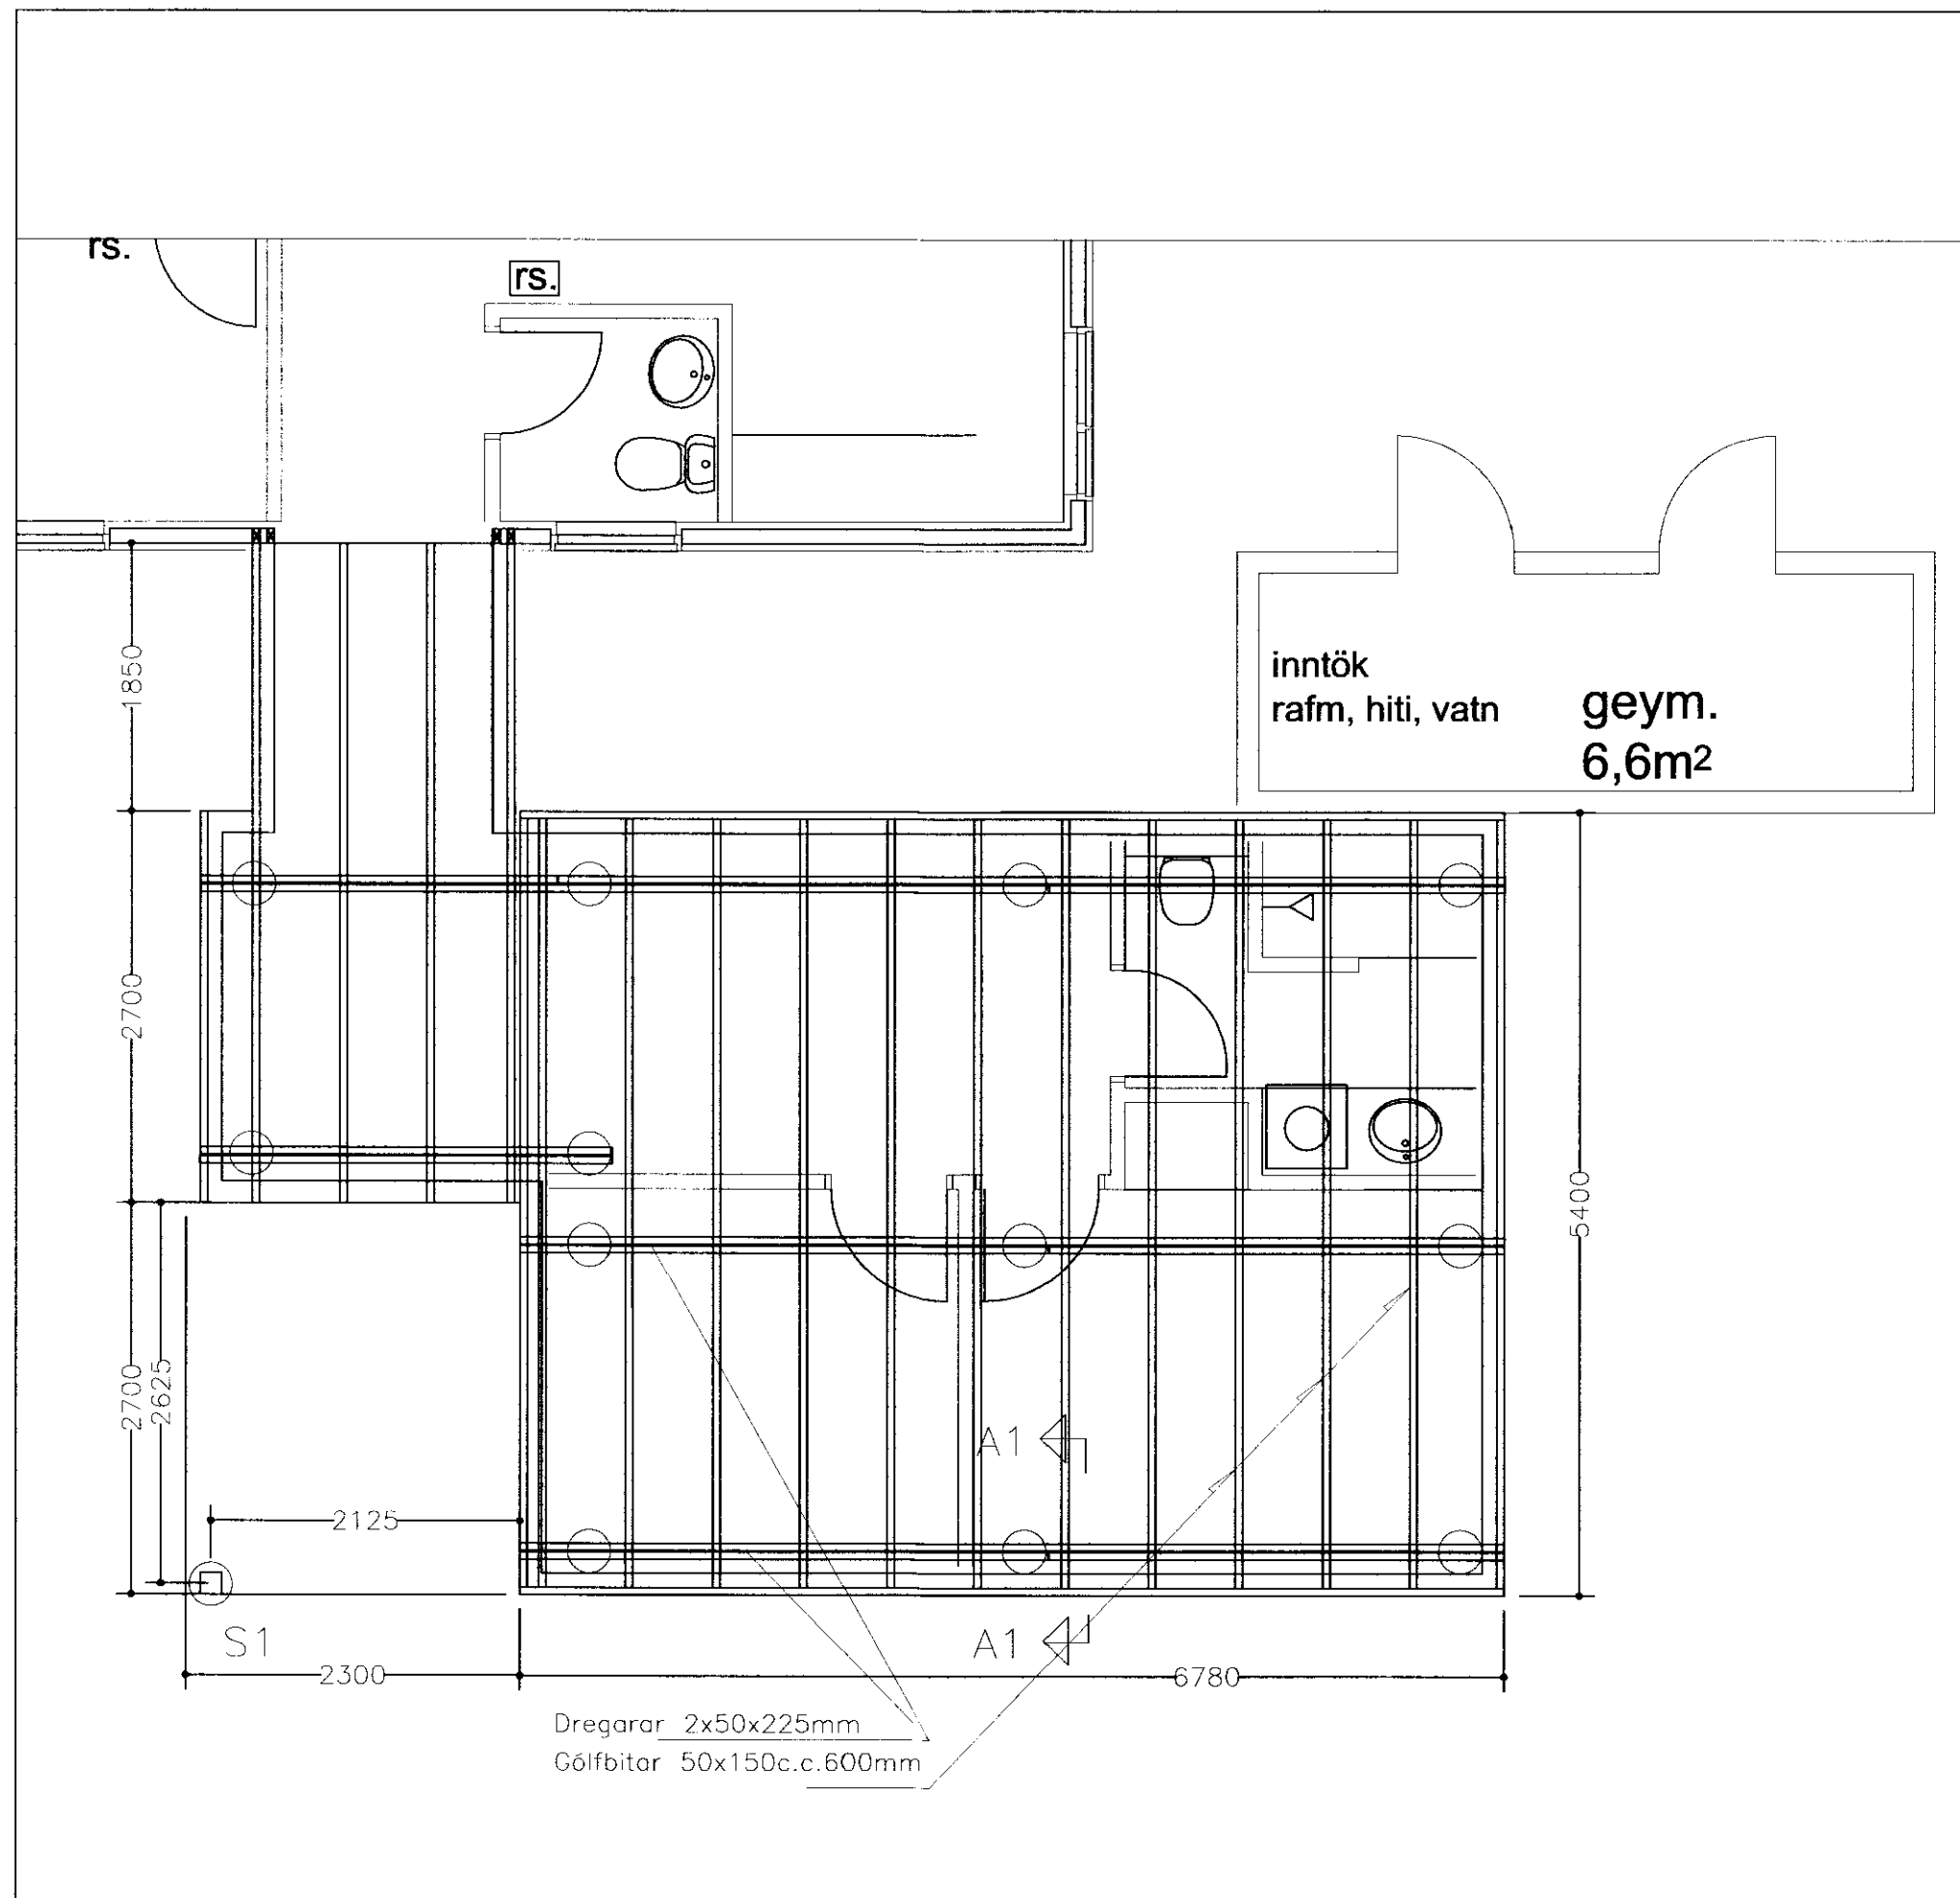 rs.
rs.
inntök
rafm, hiti, vatn
geym.
6,6m²
1850
2700
5400
2700
2625
A1
2125
S1
A1
2300
6780
Dregarar 2x50x225mm
Gólfbitar 50x150c.c.600mm